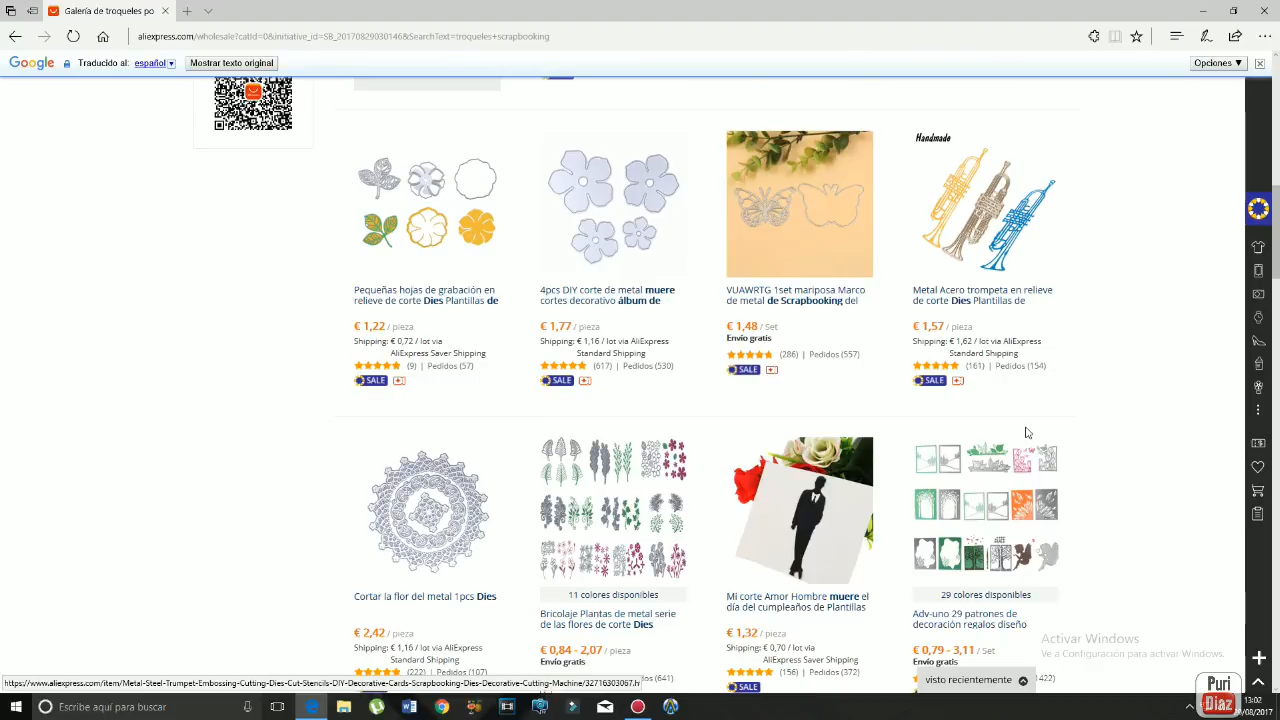 Galería de troqueles po
aliexpress.com/wholesale?catId=0&initiative_id=SB_20170829030146&SearchText=troqueles+scrapbooking
Google Traducido al: español Mostrar texto original Opciones ▼
Handmade
Pequeñas hojas de grabación en
relieve de corte Dies Plantillas de
€ 1,22 / pieza
Shipping: € 0,72 / lot via
AliExpress Saver Shipping
(9) | Pedidos (57)
SALE
4pcs DIY corte de metal muere
cortes decorativo álbum de
€ 1,77 / pieza
Shipping: € 1,16 / lot via AliExpress
Standard Shipping
(617) | Pedidos (530)
SALE
VUAWRTG 1set mariposa Marco
de metal de Scrapbooking del
€ 1,48 / Set
Envío gratis
(286) | Pedidos (557)
SALE
Metal Acero trompeta en relieve
de corte Dies Plantillas de
€ 1,57 / pieza
Shipping: € 1,62 / lot via AliExpress
Standard Shipping
(161) | Pedidos (154)
SALE
Cortar la flor del metal 1pcs Dies
€ 2,42 / pieza
Shipping: € 1,16 / lot via AliExpress
Standard Shipping
(222) | Pedidos (107)
11 colores disponibles
Bricolaje Plantas de metal serie
de las flores de corte Dies
€ 0,84 - 2,07 / pieza
Envío gratis
(641)
Mi corte Amor Hombre muere el
día del cumpleaños de Plantillas
€ 1,32 / pieza
Shipping: € 0,70 / lot via
AliExpress Saver Shipping
(156) | Pedidos (372)
SALE
29 colores disponibles
Adv-uno 29 patrones de
decoración regalos diseño
€ 0,79 - 3,11 / Set
Envío gratis
Activar Windows
Ve a Configuración para activar Windows.
visto recientemente
https://www.aliexpress.com/item/Metal-Steel-Trumpet-Embossing-Cutting-Dies-Cut-Stencils-DIY-Decorative-Cards-Scrapbooking-Dies-Decorative-Cutting-Machine/32716303067.h
Puri
Diaz
Escribe aquí para buscar
13:02